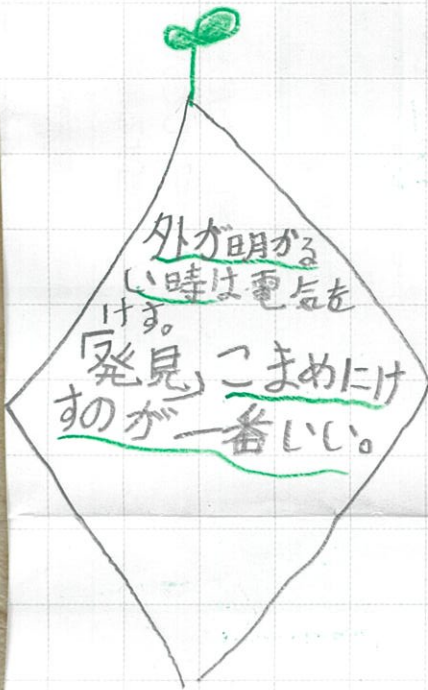 外が明かる
い時は電気を
けす。
「発見」こまめにけ
すのが一番いい。